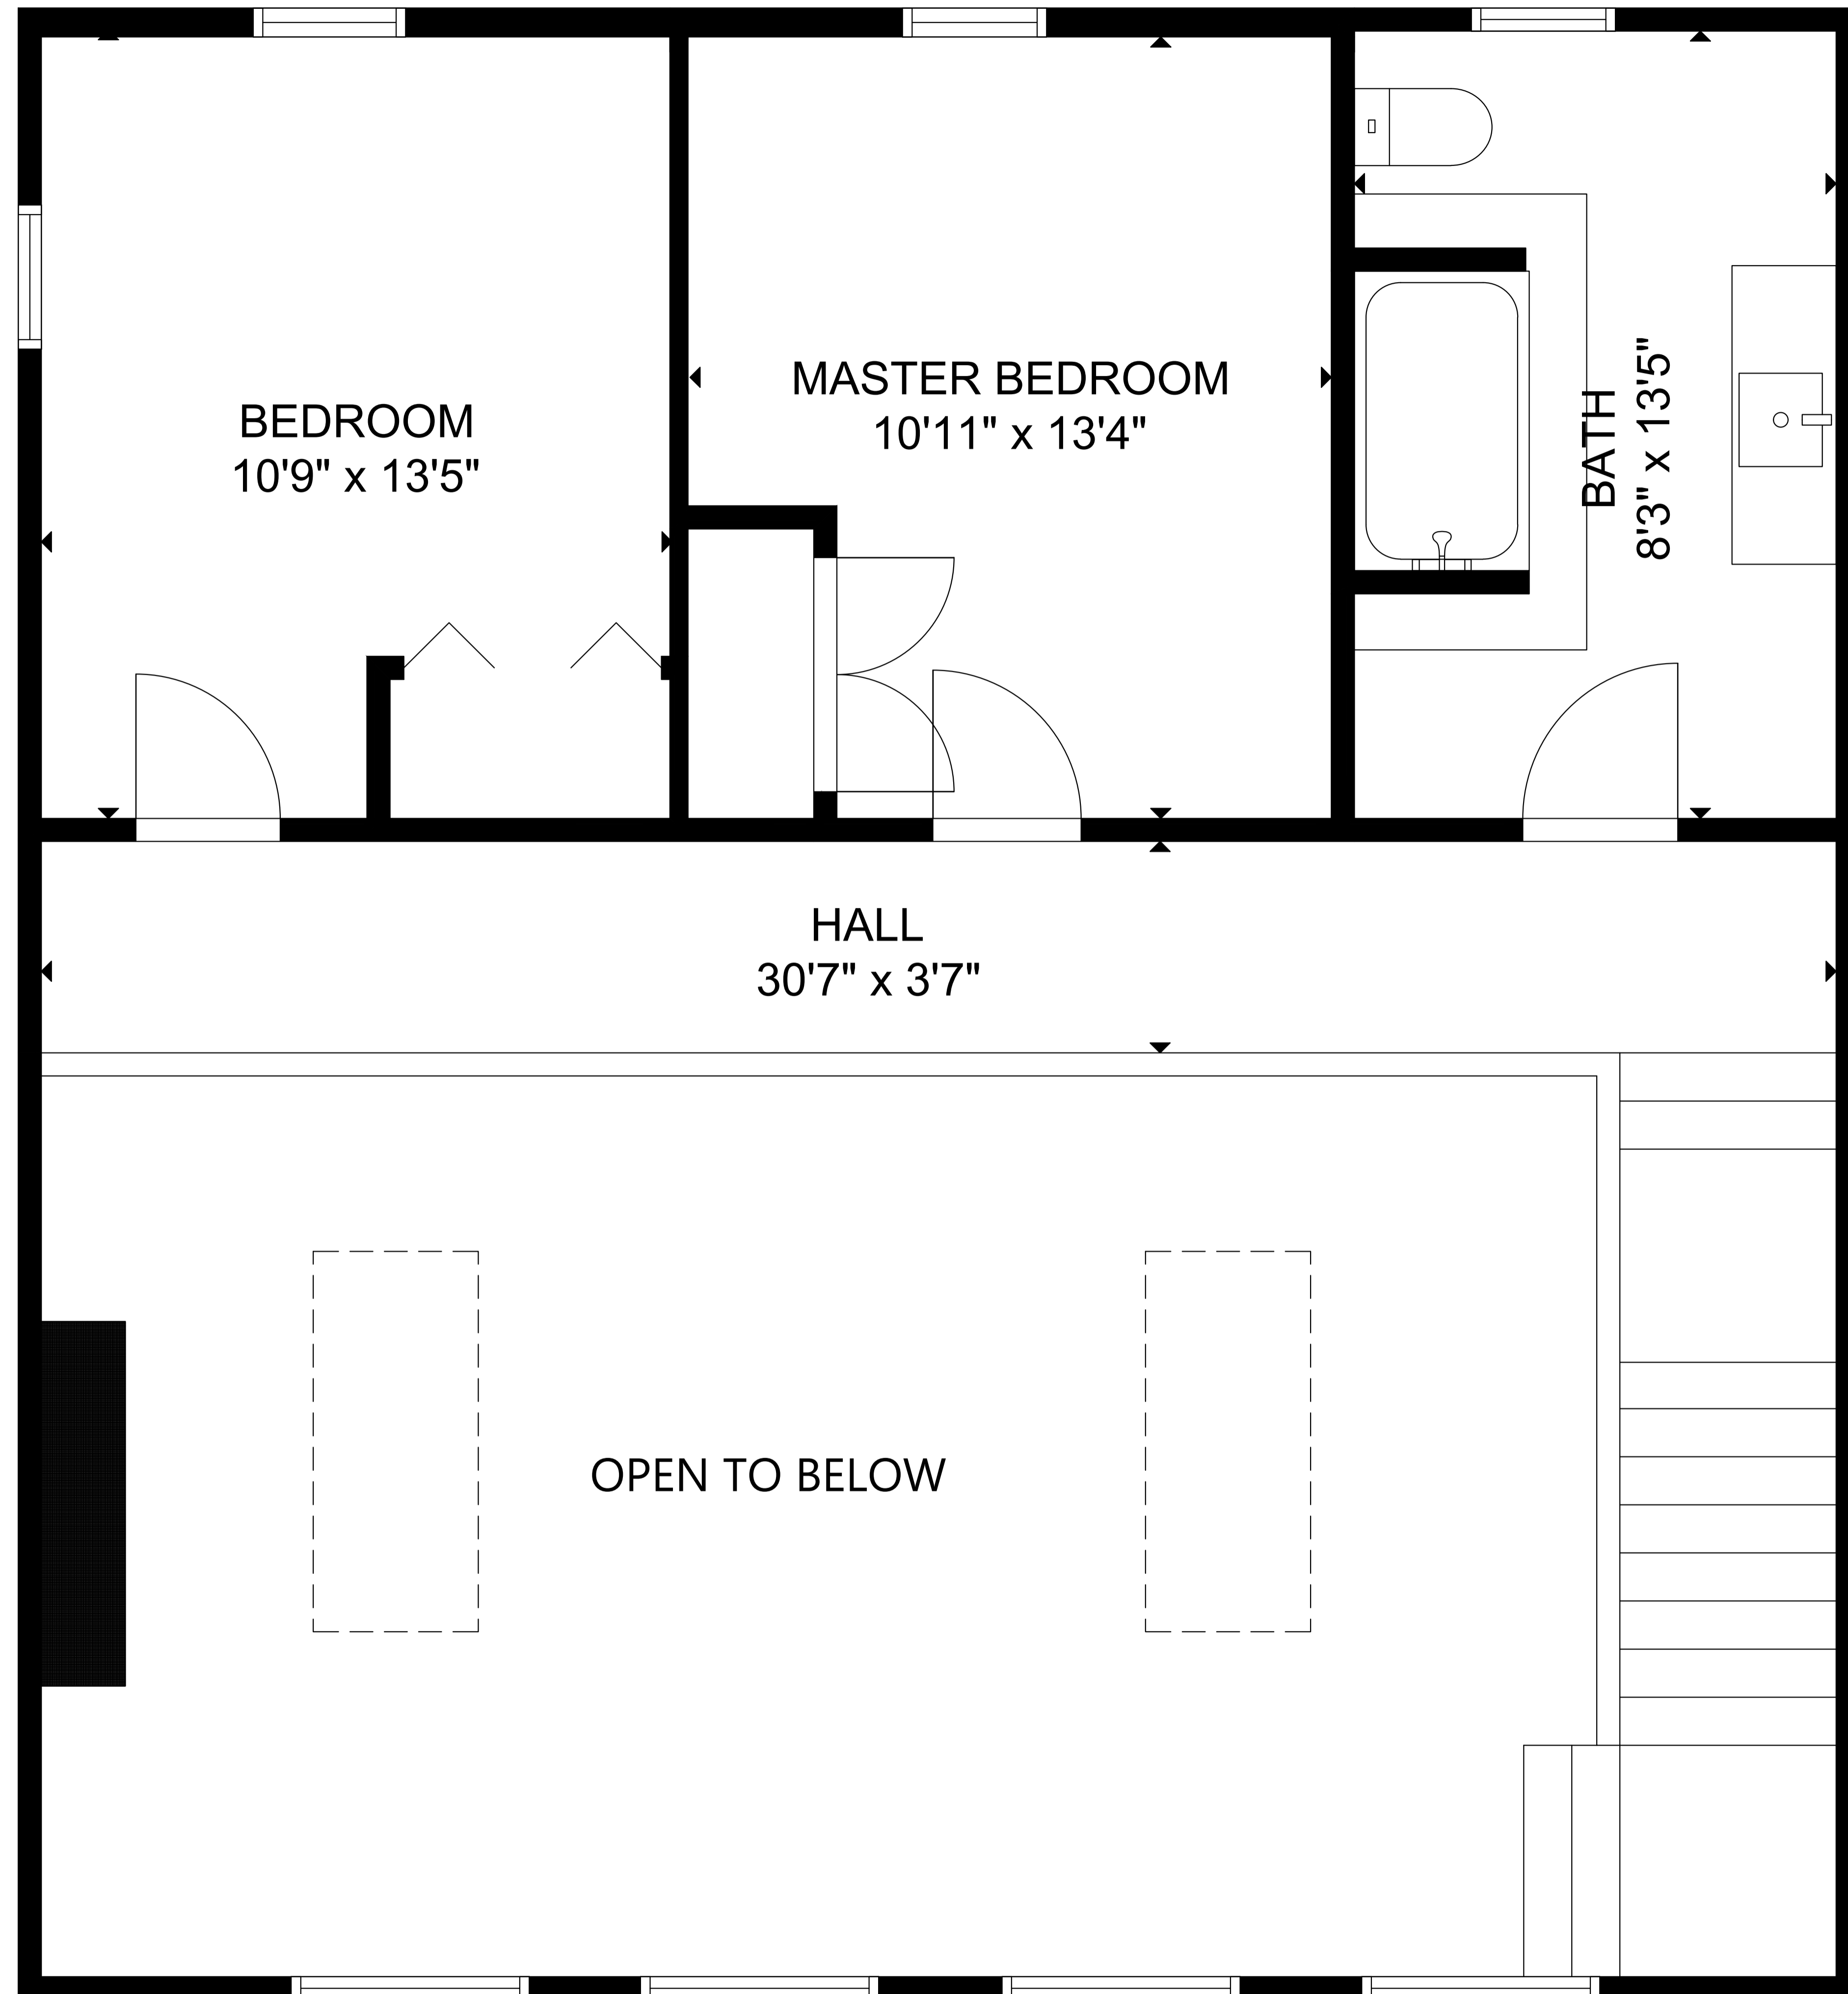 BEDROOM
10'9" x 13'5"
MASTER BEDROOM
10'11" x 13'4"
BATH
8'3" x 13'5"
HALL
30'7" x 3'7"
OPEN TO BELOW